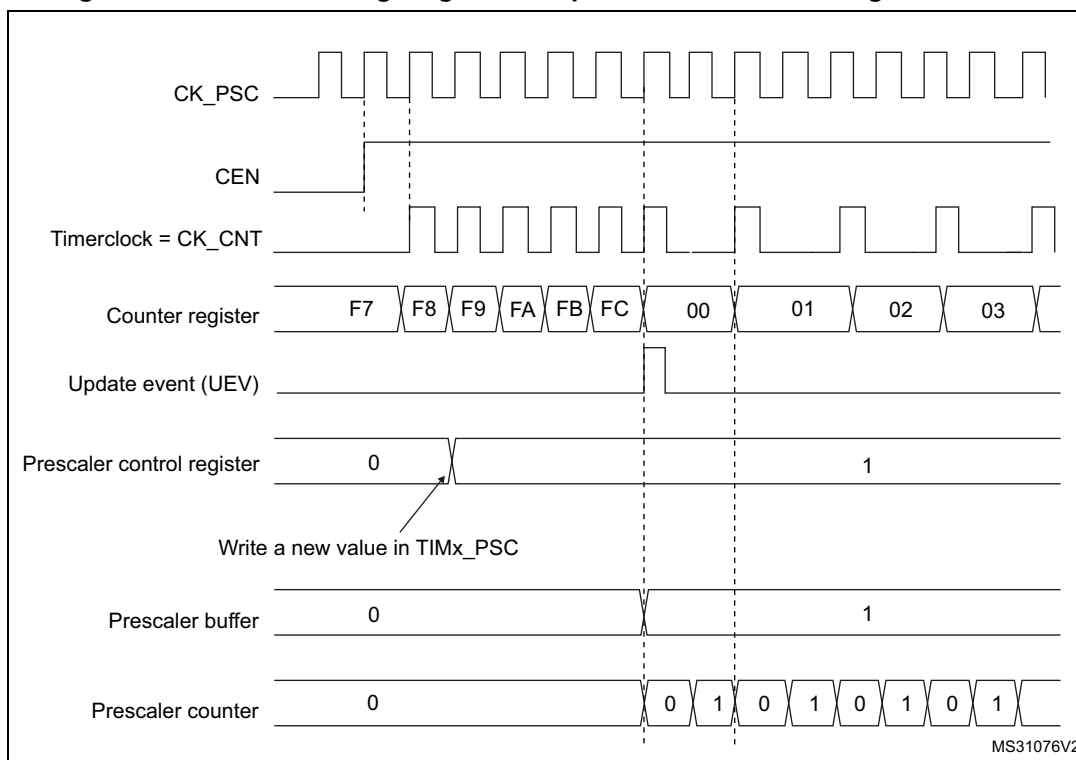 CK_PSC
CEN
Timerclock = CK_CNT
Counter register F7 F8 F9 FA FB FC 00 01 02 03
Update event (UEV)
Prescaler control register 0 1
Write a new value in TIMx_PSC
Prescaler buffer 0 1
Prescaler counter 0 0 1 0 1 0 1 0 1
MS31076V2